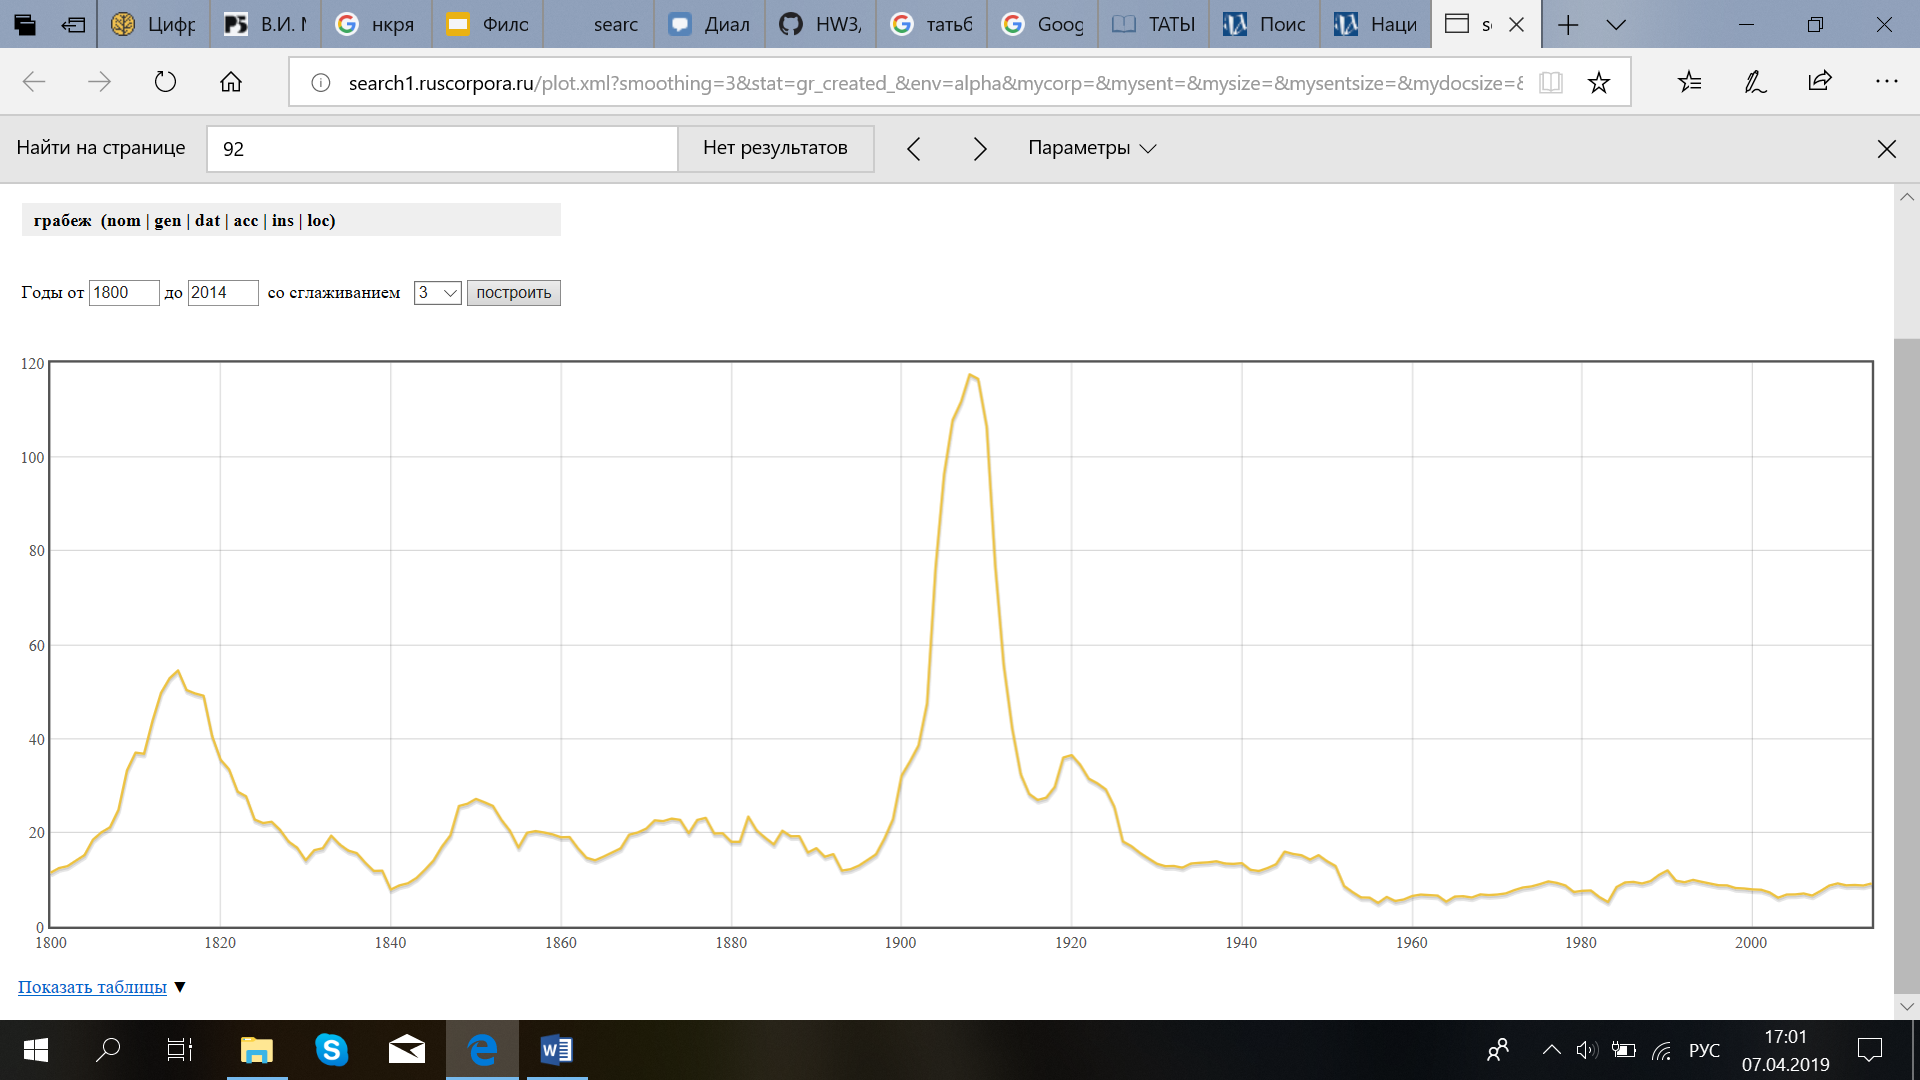 Цифр
В.И. М
нкря
Фило
searc
Диал
HW3,
татьб
Goog
ТАТЬ
Поис
Наци
search1.ruscorpora.ru/plot.xml?smoothing=3&stat=gr_created_&env=alpha&mycorp=&mysent=&mysize=&mysentsize=&mydocsize=&
Найти на странице
92
Нет результатов
Параметры
грабеж (nom | gen | dat | acc | ins | loc)
Годы от 1800 до 2014 со сглаживанием 3 построить
120
100
80
60
40
20
0
1800 1820 1840 1860 1880 1900 1920 1940 1960 1980 2000
Показать таблицы ▼
РУС
17:01
07.04.2019